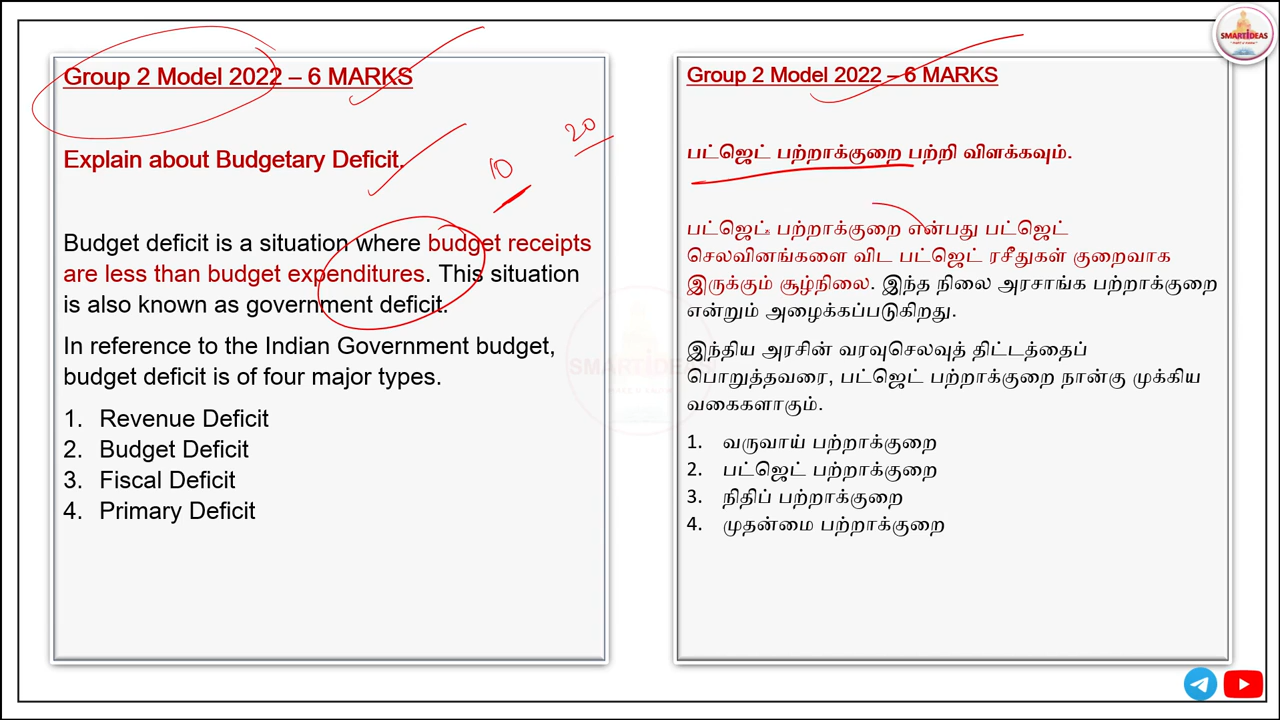 SMARTIDEAS
Group 2 Model 2022 – 6 MARKS
Explain about Budgetary Deficit.
10
20
Budget deficit is a situation where budget receipts
are less than budget expenditures. This situation
is also known as government deficit.
In reference to the Indian Government budget,
budget deficit is of four major types.
1. Revenue Deficit
2. Budget Deficit
3. Fiscal Deficit
4. Primary Deficit
Group 2 Model 2022 – 6 MARKS
பட்ஜெட் பற்றாக்குறை பற்றி விளக்கவும்.
பட்ஜெட் பற்றாக்குறை என்பது பட்ஜெட்
செலவினங்களை விட பட்ஜெட் ரசீதுகள் குறைவாக
இருக்கும் சூழ்நிலை. இந்த நிலை அரசாங்க பற்றாக்குறை
என்றும் அழைக்கப்படுகிறது.
இந்திய அரசின் வரவுசெலவுத் திட்டத்தைப்
பொறுத்தவரை, பட்ஜெட் பற்றாக்குறை நான்கு முக்கிய
வகைகளாகும்.
1. வருவாய் பற்றாக்குறை
2. பட்ஜெட் பற்றாக்குறை
3. நிதிப் பற்றாக்குறை
4. முதன்மை பற்றாக்குறை
SMARTIDEAS